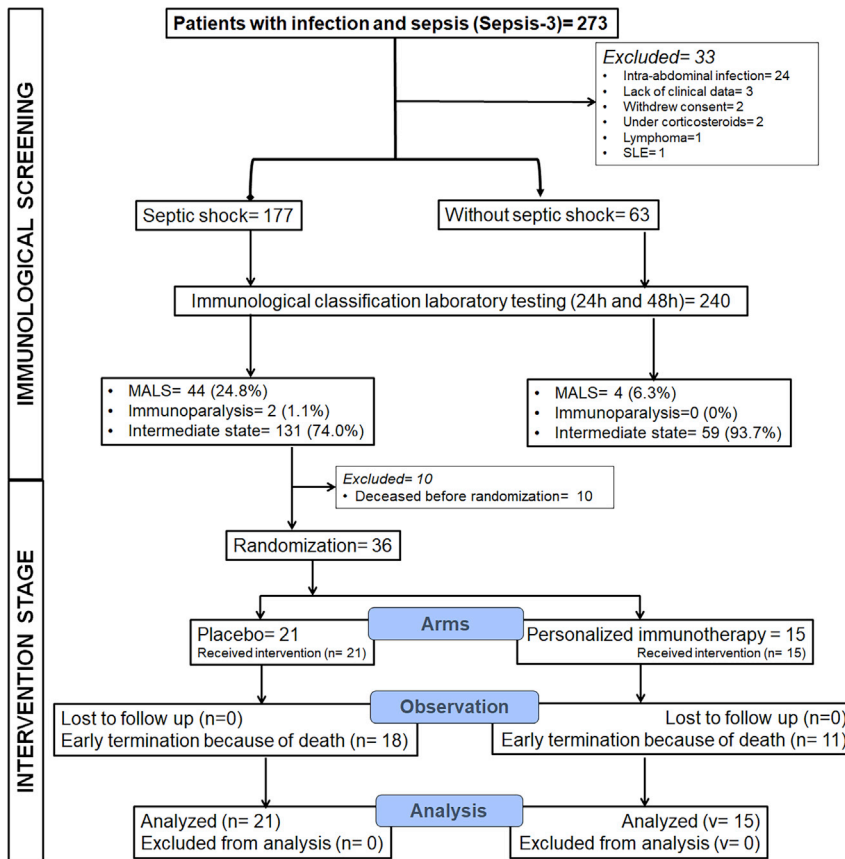 Patients with infection and sepsis (Sepsis-3)= 273
Excluded= 33
• Intra-abdominal infection= 24
• Lack of clinical data= 3
• Withdrew consent= 2
• Under corticosteroids= 2
• Lymphoma=1
• SLE= 1
IMMUNOLOGICAL SCREENING
Septic shock= 177
Without septic shock= 63
Immunological classification laboratory testing (24h and 48h)= 240
• MALS= 44 (24.8%)
• Immunoparalysis= 2 (1.1%)
• Intermediate state= 131 (74.0%)
• MALS= 4 (6.3%)
• Immunoparalysis=0 (0%)
• Intermediate state= 59 (93.7%)
Excluded= 10
• Deceased before randomization= 10
INTERVENTION STAGE
Randomization= 36
Arms
Placebo= 21
Received intervention (n= 21)
Personalized immunotherapy = 15
Received intervention (n= 15)
Observation
Lost to follow up (n=0)
Early termination because of death (n= 18)
Lost to follow up (n=0)
Early termination because of death (n= 11)
Analysis
Analyzed (n = 21)
Excluded from analysis (n= 0)
Analyzed (v= 15)
Excluded from analysis (v= 0)